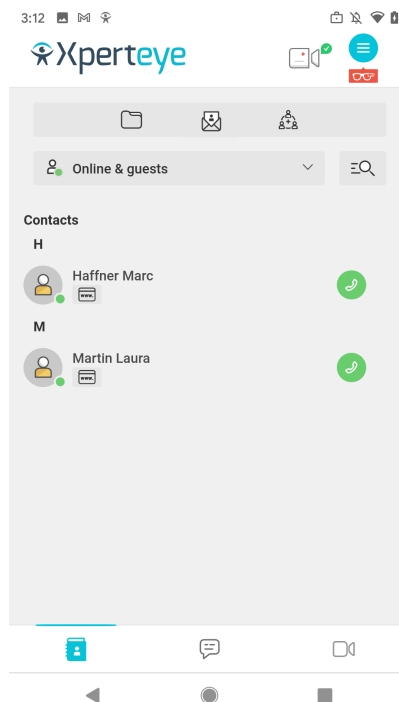 3:12
Xperteye
Online & guests
Contacts
H
Haffner Marc
www.
M
Martin Laura
www.